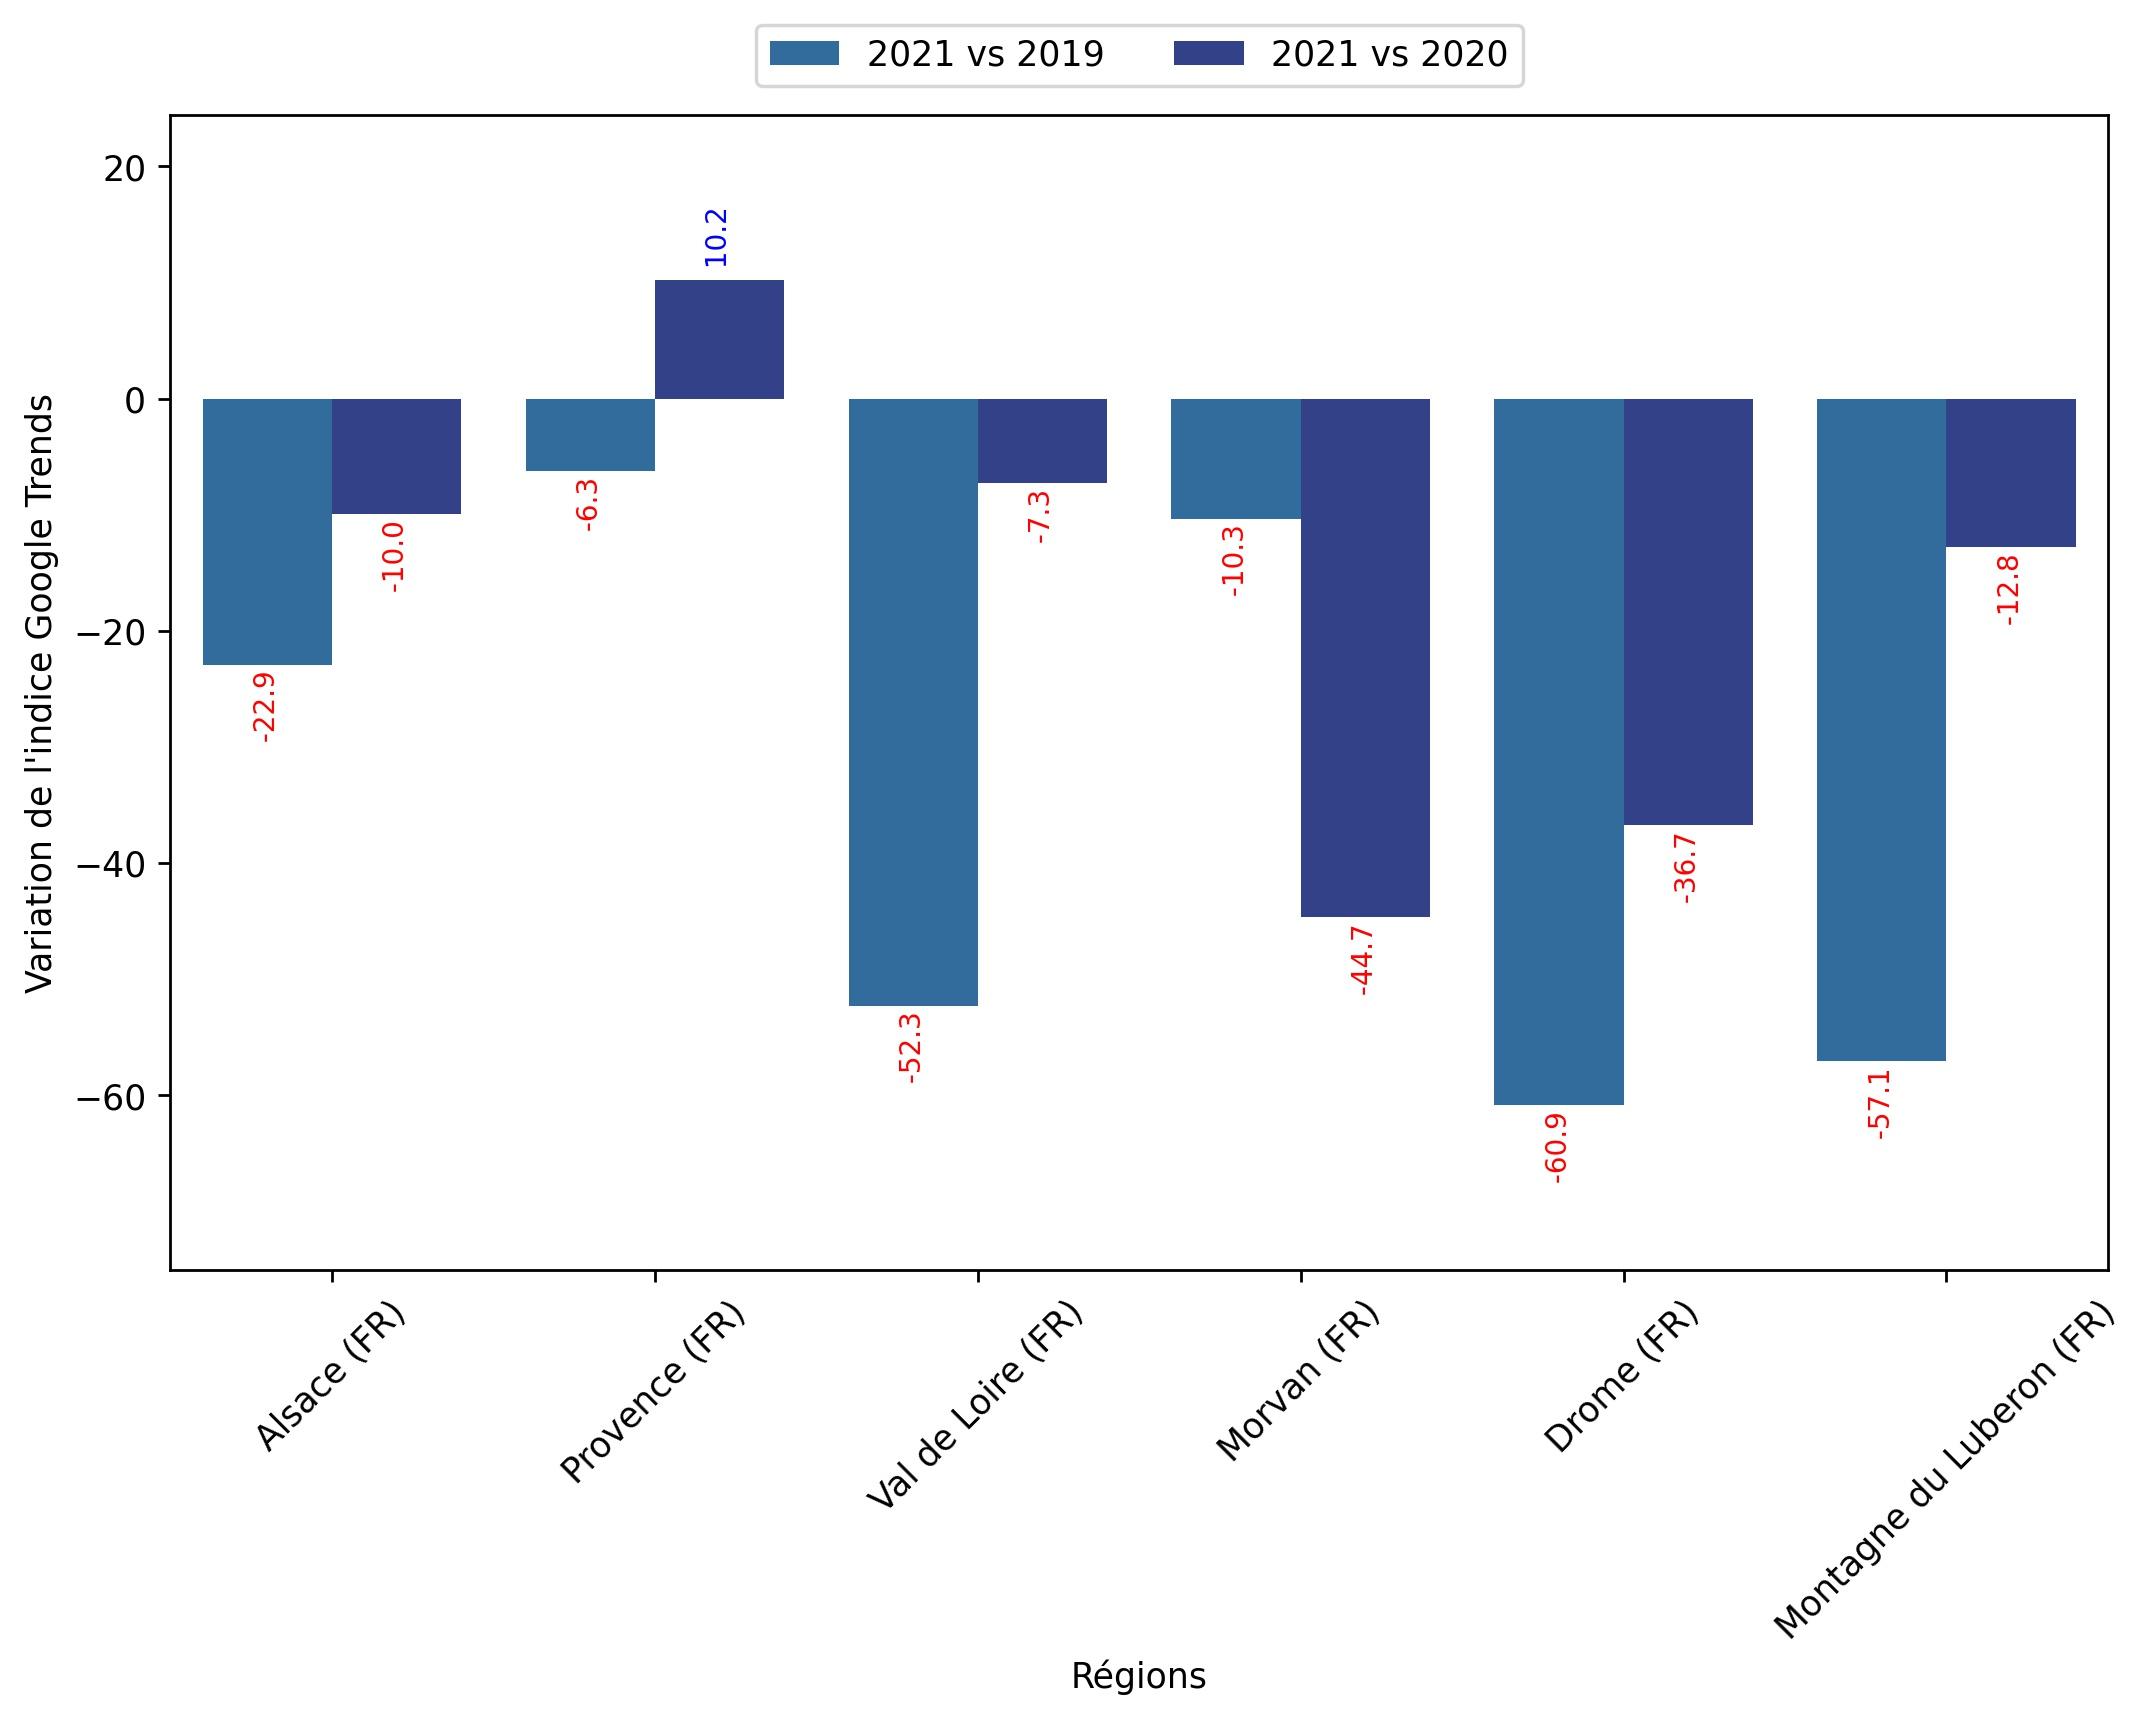 2021 vs 2019 2021 vs 2020
Variation de l'indice Google Trends
20
0
−20
−40
−60
-22.9
-10.0
-6.3
10.2
-52.3
-7.3
-10.3
-44.7
-60.9
-36.7
-57.1
-12.8
Alsace (FR)
Provence (FR)
Val de Loire (FR)
Morvan (FR)
Drome (FR)
Montagne du Luberon (FR)
Régions